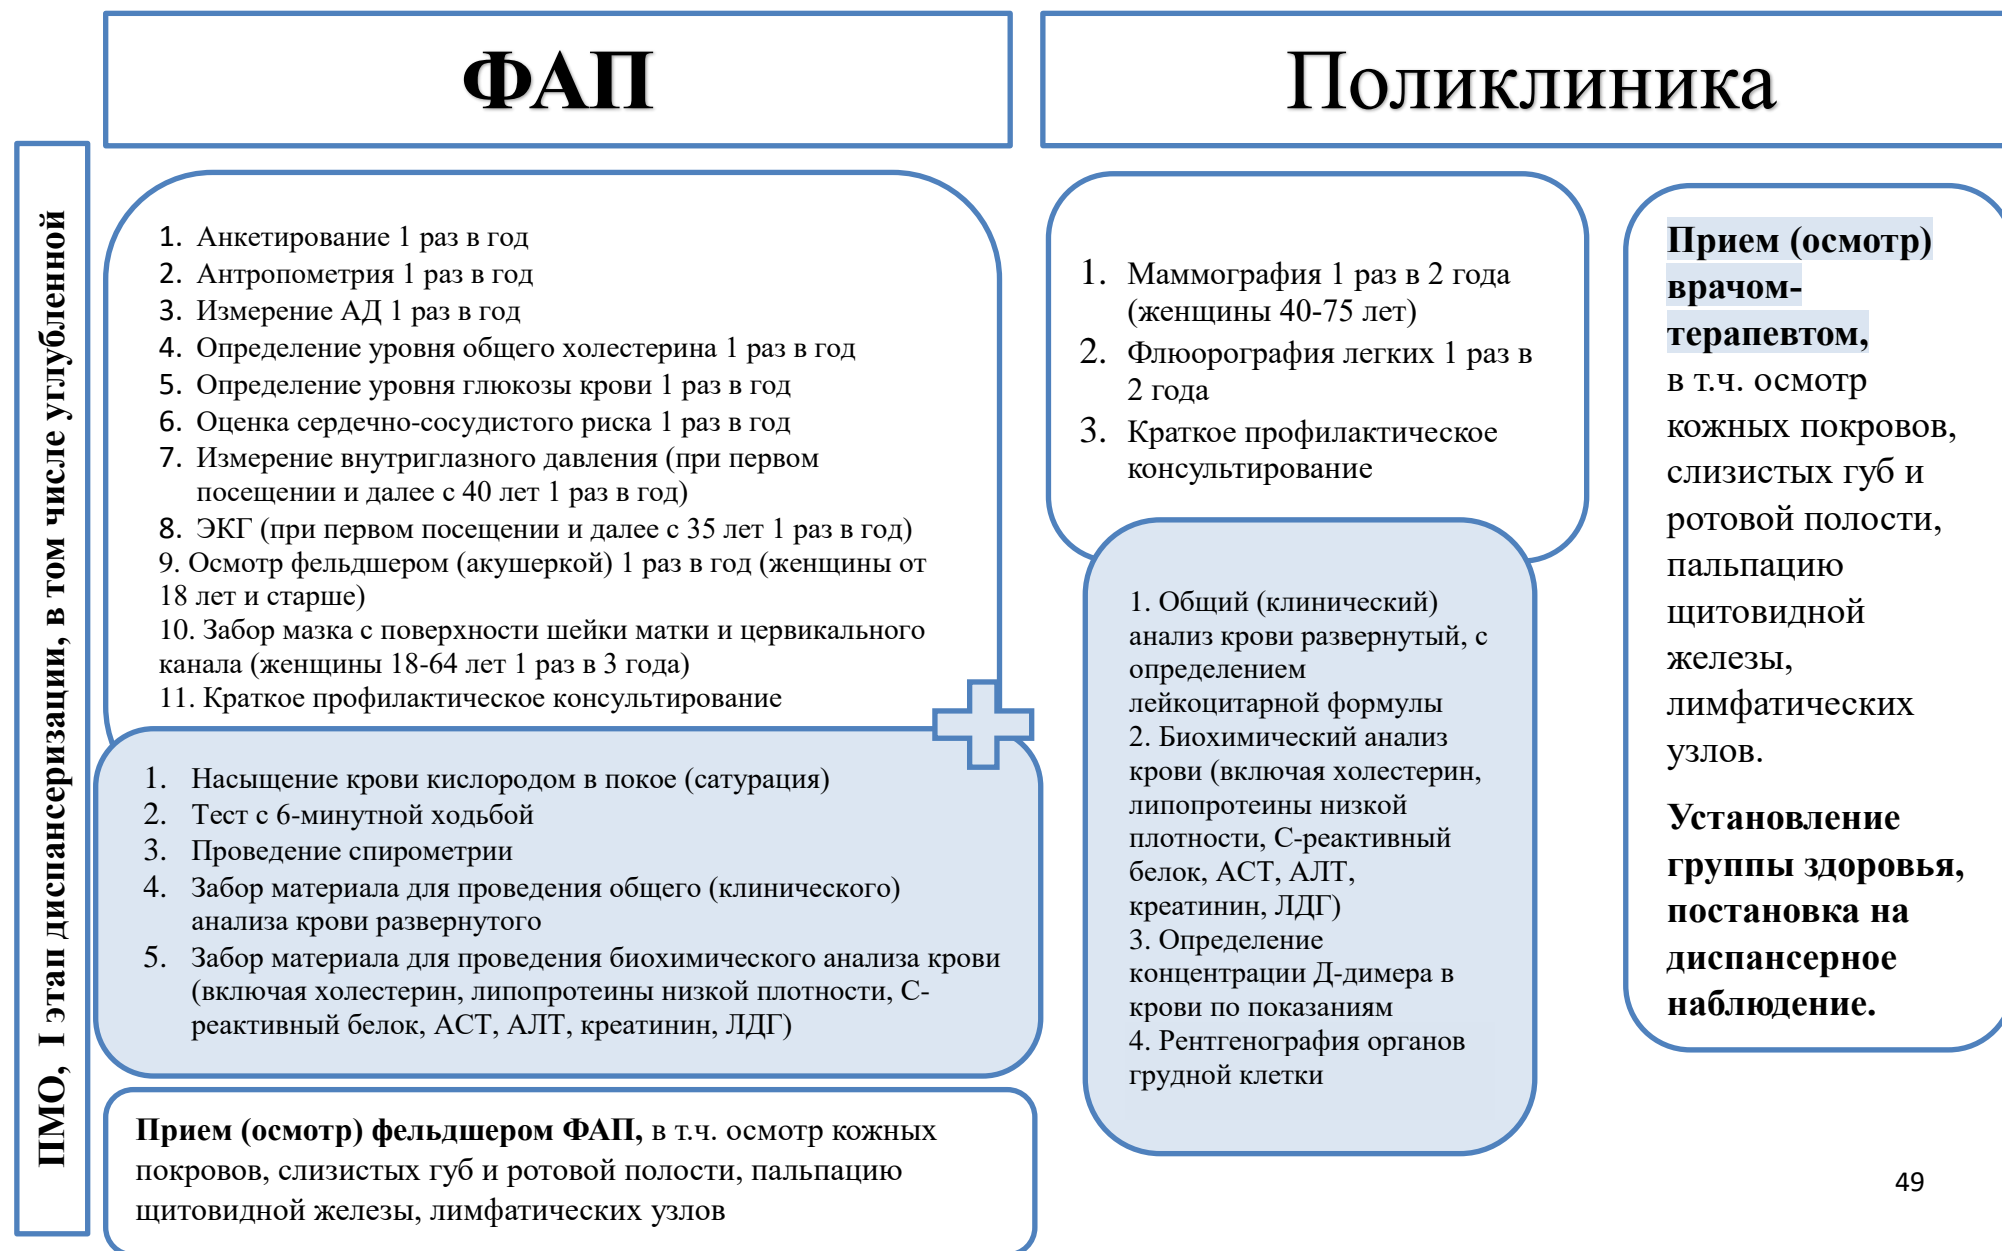 ФАП
Поликлиника
ПМО, I этап диспансеризации, в том числе углубленной
1. Анкетирование 1 раз в год
2. Антропометрия 1 раз в год
3. Измерение АД 1 раз в год
4. Определение уровня общего холестерина 1 раз в год
5. Определение уровня глюкозы крови 1 раз в год
6. Оценка сердечно-сосудистого риска 1 раз в год
7. Измерение внутриглазного давления (при первом
посещении и далее с 40 лет 1 раз в год)
8. ЭКГ (при первом посещении и далее с 35 лет 1 раз в год)
9. Осмотр фельдшером (акушеркой) 1 раз в год (женщины от
18 лет и старше)
10. Забор мазка с поверхности шейки матки и цервикального
канала (женщины 18-64 лет 1 раз в 3 года)
11. Краткое профилактическое консультирование
1. Насыщение крови кислородом в покое (сатурация)
2. Тест с 6-минутной ходьбой
3. Проведение спирометрии
4. Забор материала для проведения общего (клинического)
анализа крови развернутого
5. Забор материала для проведения биохимического анализа крови
(включая холестерин, липопротеины низкой плотности, С-
реактивный белок, АСТ, АЛТ, креатинин, ЛДГ)
Прием (осмотр) фельдшером ФАП, в т.ч. осмотр кожных
покровов, слизистых губ и ротовой полости, пальпацию
щитовидной железы, лимфатических узлов
1. Маммография 1 раз в 2 года
(женщины 40-75 лет)
2. Флюорография легких 1 раз в
2 года
3. Краткое профилактическое
консультирование
1. Общий (клинический)
анализ крови развернутый, с
определением
лейкоцитарной формулы
2. Биохимический анализ
крови (включая холестерин,
липопротеины низкой
плотности, С-реактивный
белок, АСТ, АЛТ,
креатинин, ЛДГ)
3. Определение
концентрации Д-димера в
крови по показаниям
4. Рентгенография органов
грудной клетки
Прием (осмотр)
врачом-
терапевтом,
в т.ч. осмотр
кожных покровов,
слизистых губ и
ротовой полости,
пальпацию
щитовидной
железы,
лимфатических
узлов.
Установление
группы здоровья,
постановка на
диспансерное
наблюдение.
49